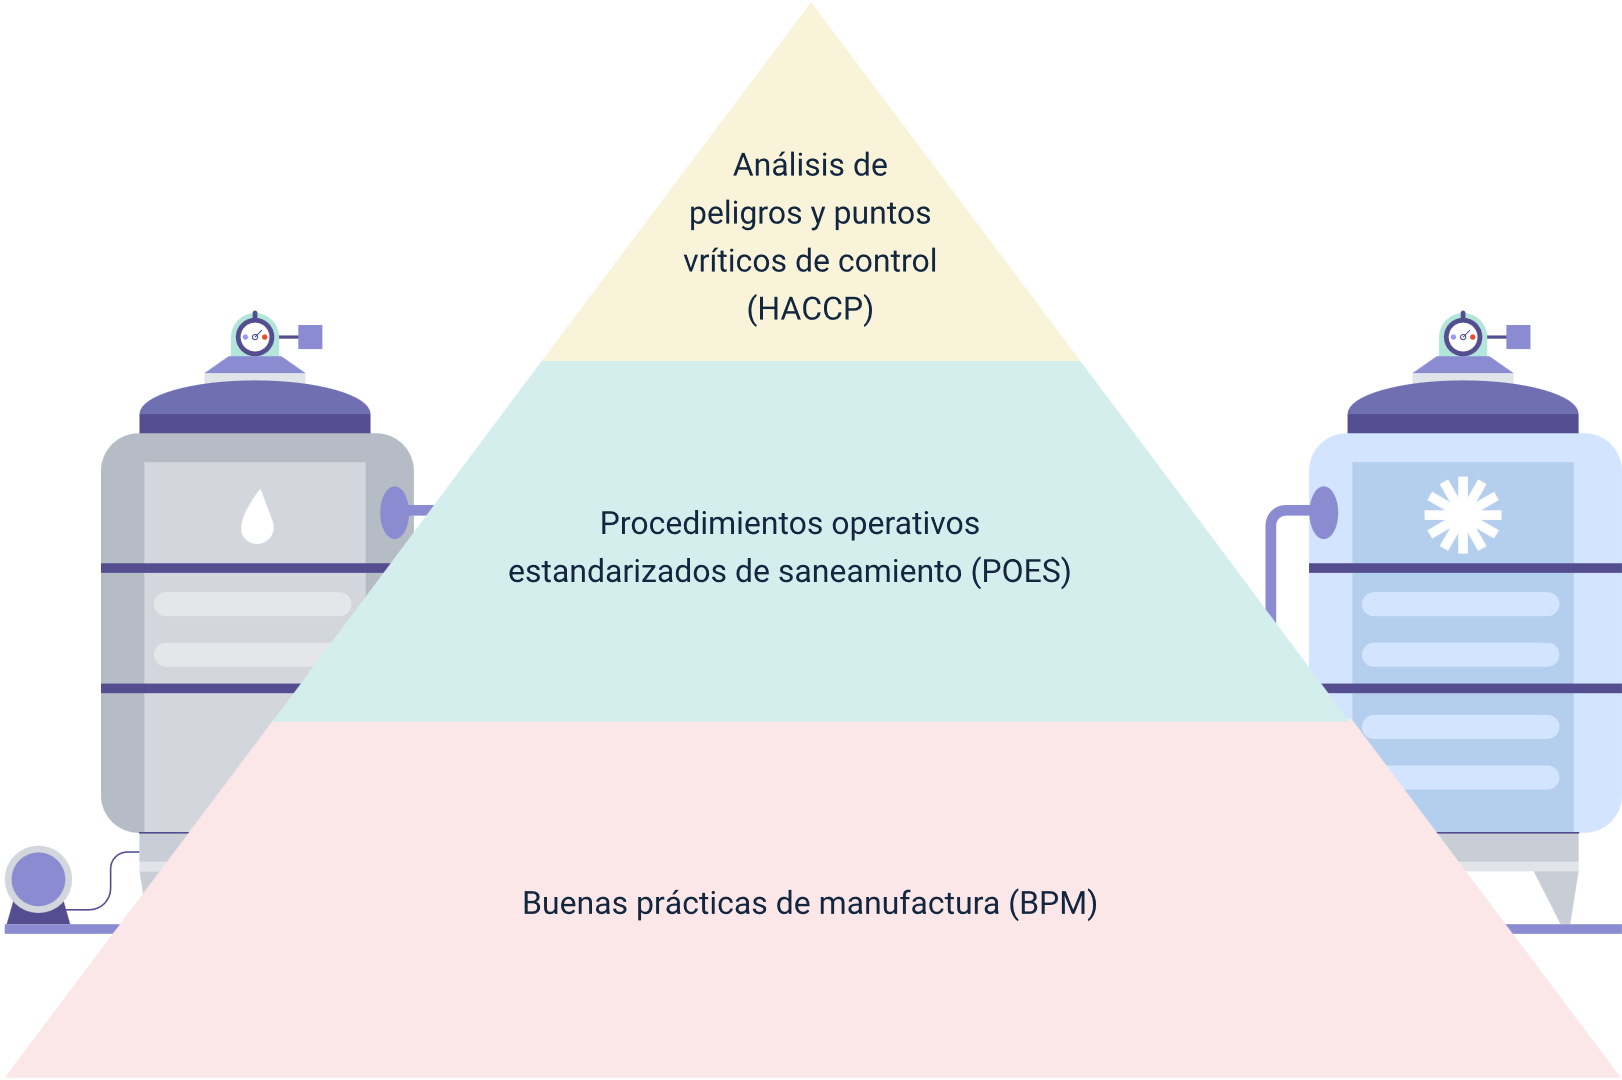 Análisis de
peligros y puntos
vríticos de control
(HACCP)
Procedimientos operativos
estandarizados de saneamiento (POES)
Buenas prácticas de manufactura (BPM)